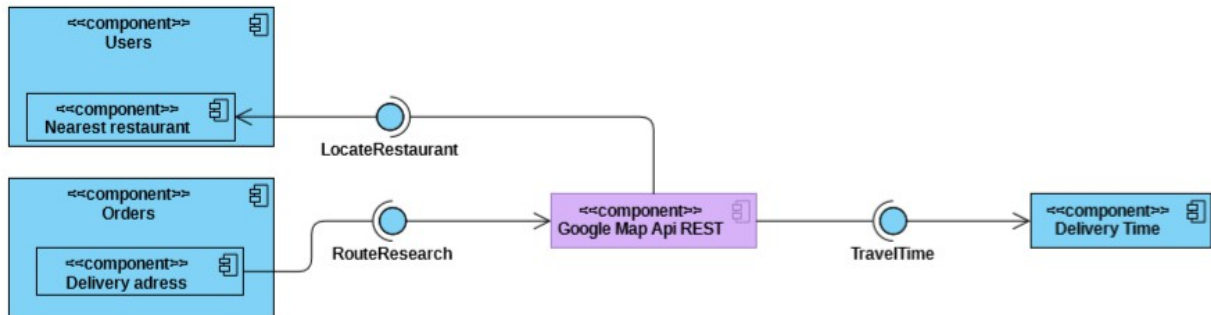 <<component>>
Users
<<component>>
Nearest restaurant
LocateRestaurant
<<component>>
Orders
<<component>>
Delivery adress
RouteResearch
<<component>>
Google Map Api REST
TravelTime
<<component>>
Delivery Time